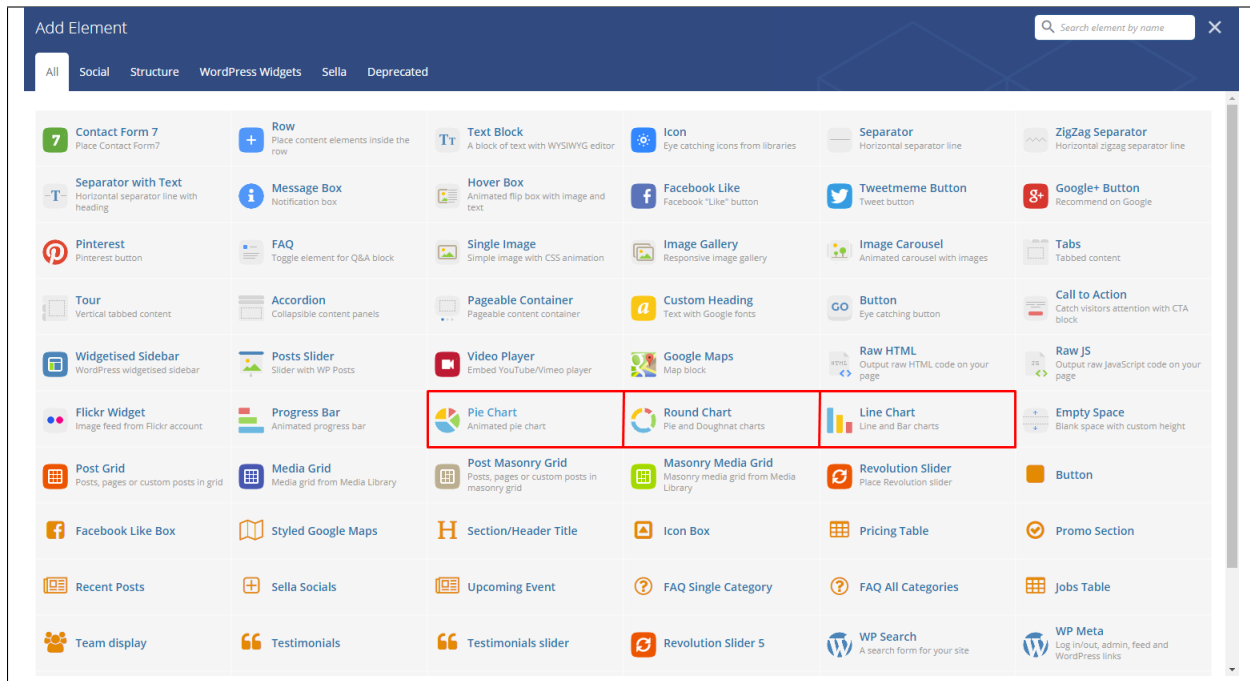 Add Element
Search element by name
All Social Structure WordPress Widgets Sella Deprecated
Contact Form 7
Place Contact Form7
Row
Place content elements inside the
row
Text Block
A block of text with WYSIWYG editor
Icon
Eye catching icons from libraries
Separator
Horizontal separator line
ZigZag Separator
Horizontal zigzag separator line
Separator with Text
Horizontal separator line with
heading
Message Box
Notification box
Hover Box
Animated flip box with image and
text
Facebook Like
Facebook "Like" button
Tweetmeme Button
Tweet button
Google+ Button
Recommend on Google
Pinterest
Pinterest button
FAQ
Toggle element for Q&A block
Single Image
Simple image with CSS animation
Image Gallery
Responsive image gallery
Image Carousel
Animated carousel with images
Tabs
Tabbed content
Tour
Vertical tabbed content
Accordion
Collapsible content panels
Pageable Container
Pageable content container
Custom Heading
Text with Google fonts
GO
Button
Eye catching button
Call to Action
Catch visitors attention with CTA
block
Widgetised Sidebar
WordPress widgetised sidebar
Posts Slider
Slider with WP Posts
Video Player
Embed YouTube/Vimeo player
Google Maps
Map block
Raw HTML
Output raw HTML code on your
page
Raw JS
Output raw JavaScript code on your
page
Flickr Widget
Image feed from Flickr account
Progress Bar
Animated progress bar
Pie Chart
Animated pie chart
Round Chart
Pie and Doughnat charts
Line Chart
Line and Bar charts
Empty Space
Blank space with custom height
Post Grid
Posts, pages or custom posts in grid
Media Grid
Media grid from Media Library
Post Masonry Grid
Posts, pages or custom posts in
masonry grid
Masonry Media Grid
Masonry media grid from Media
Library
Revolution Slider
Place Revolution slider
Button
Facebook Like Box
Styled Google Maps
Section/Header Title
Icon Box
Pricing Table
Promo Section
Recent Posts
Sella Socials
Upcoming Event
FAQ Single Category
FAQ All Categories
Jobs Table
Team display
Testimonials
Testimonials slider
Revolution Slider 5
WP Search
A search form for your site
WP Meta
Log in/out, admin, feed and
WordPress links